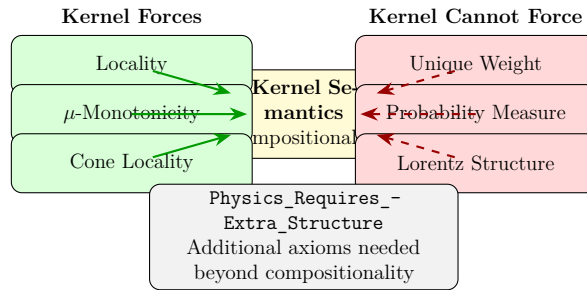 Kernel Forces
Kernel Cannot Force
Locality
μ-Monotonicity
Cone Locality
Kernel Se-
mantics
mpositional
Unique Weight
Probability Measure
Lorentz Structure
Physics_Requires_-
Extra_Structure
Additional axioms needed
beyond compositionality